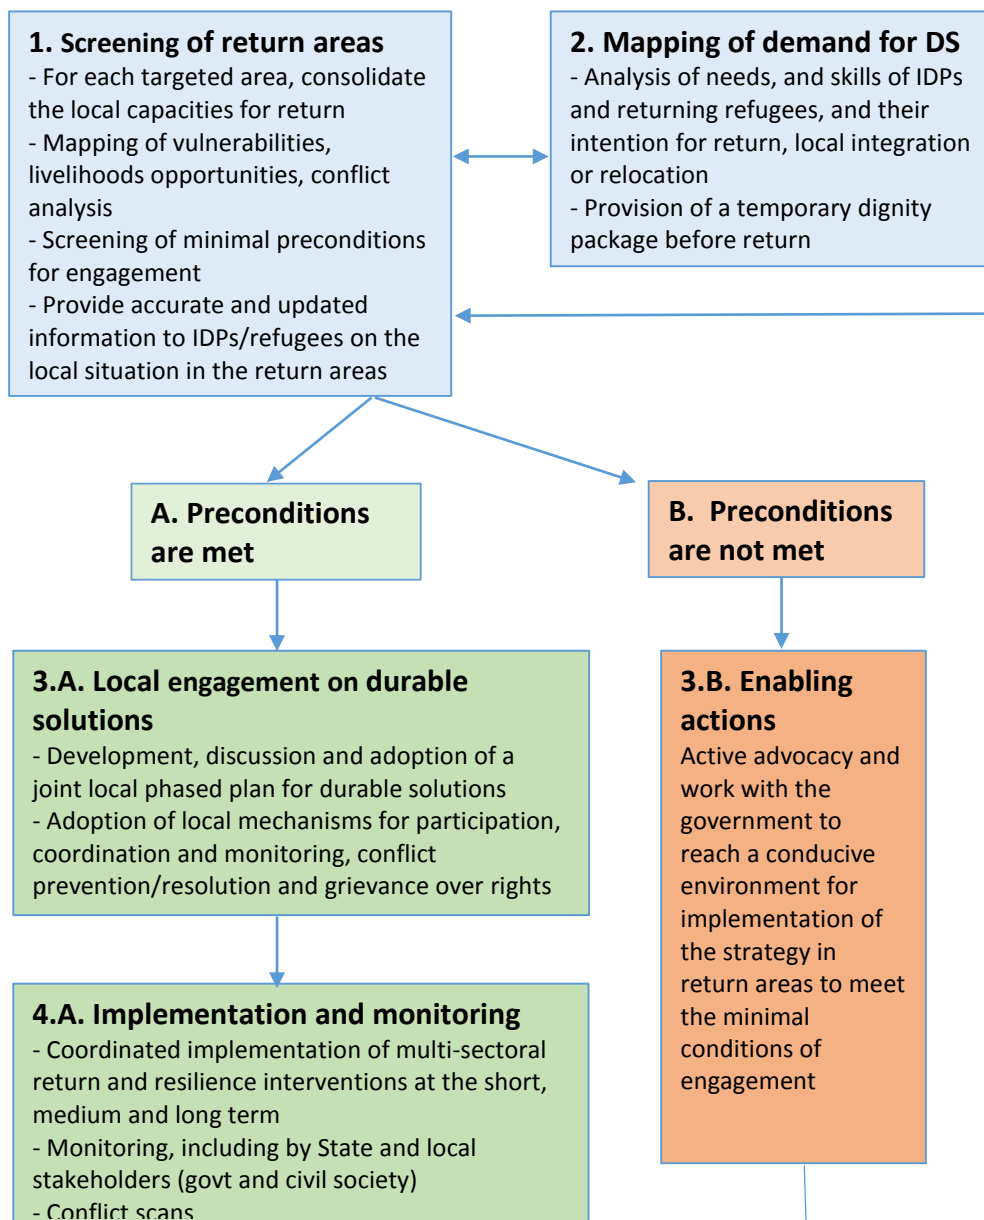 1. Screening of return areas
- For each targeted area, consolidate
the local capacities for return
- Mapping of vulnerabilities,
livelihoods opportunities, conflict
analysis
- Screening of minimal preconditions
for engagement
- Provide accurate and updated
information to IDPs/refugees on the
local situation in the return areas
2. Mapping of demand for DS
- Analysis of needs, and skills of IDPs
and returning refugees, and their
intention for return, local integration
or relocation
- Provision of a temporary dignity
package before return
A. Preconditions
are met
B. Preconditions
are not met
3.A. Local engagement on durable
solutions
- Development, discussion and adoption of a
joint local phased plan for durable solutions
- Adoption of local mechanisms for participation,
coordination and monitoring, conflict
prevention/resolution and grievance over rights
3.B. Enabling
actions
Active advocacy and
work with the
government to
reach a conducive
environment for
implementation of
the strategy in
return areas to meet
the minimal
conditions of
engagement
4.A. Implementation and monitoring
- Coordinated implementation of multi-sectoral
return and resilience interventions at the short,
medium and long term
- Monitoring, including by State and local
stakeholders (govt and civil society)
- Conflict scans